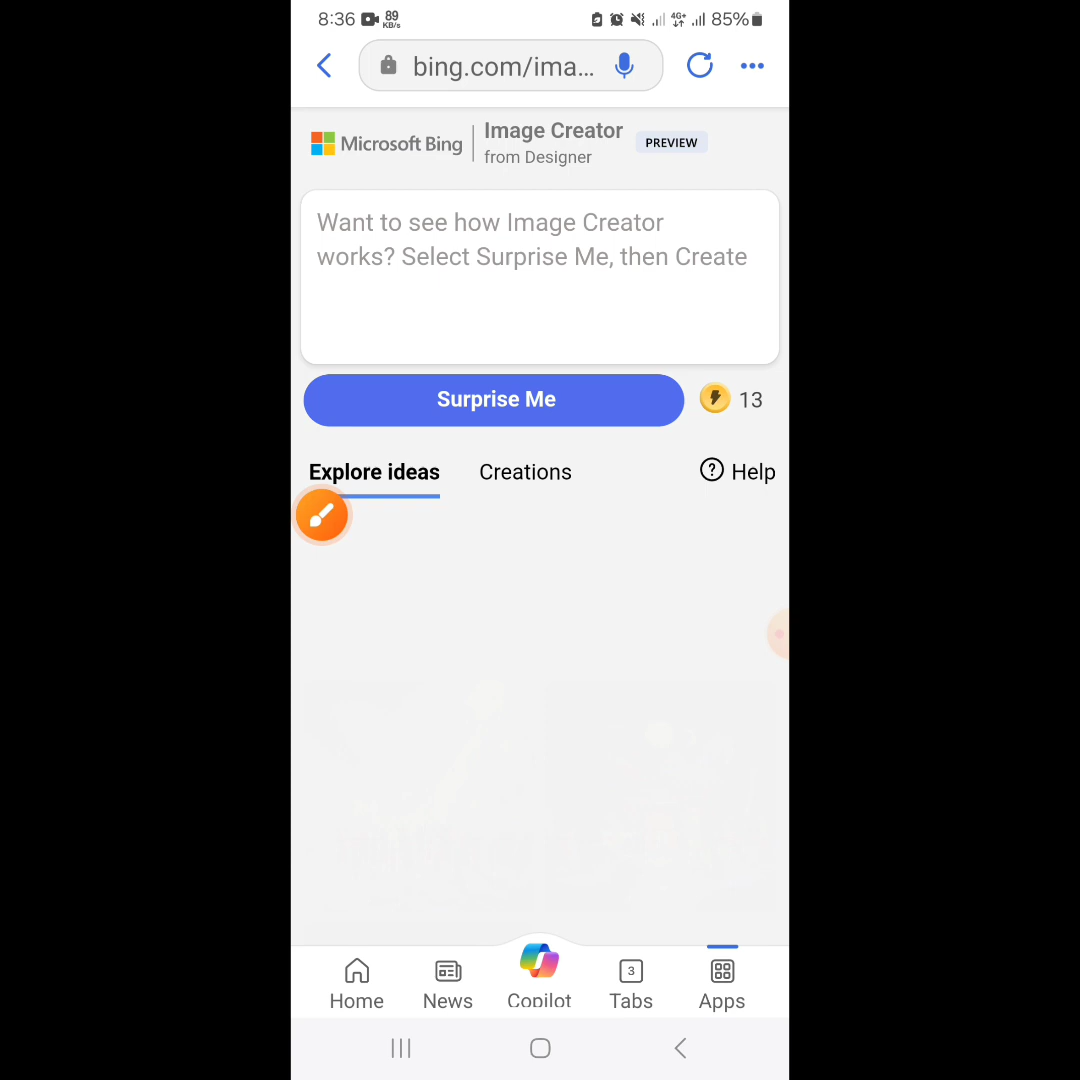 8:36 89 KB/s 4G+ 85%
bing.com/ima...
Microsoft Bing
Image Creator
from Designer
PREVIEW
Want to see how Image Creator
works? Select Surprise Me, then Create
Surprise Me
13
Explore ideas Creations Help
Home News Copilot 3 Tabs Apps